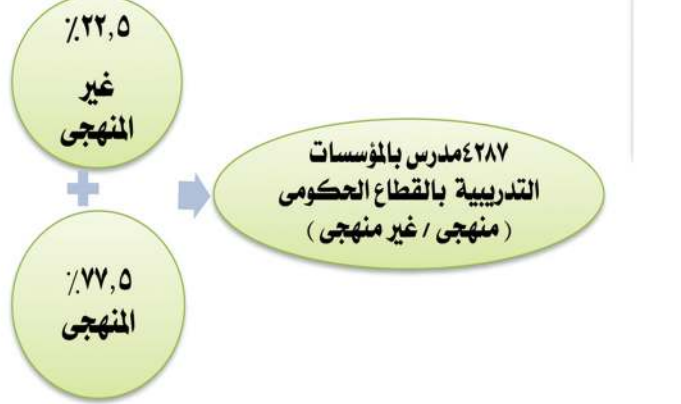 ٪٢٢,٥
غير
المنهجى
٤٢٨٧مدرس بالمؤسسات
التدريبية بالقطاع الحكومى
( منهجى / غير منهجى )
٪٧٧,٥
المنهجى